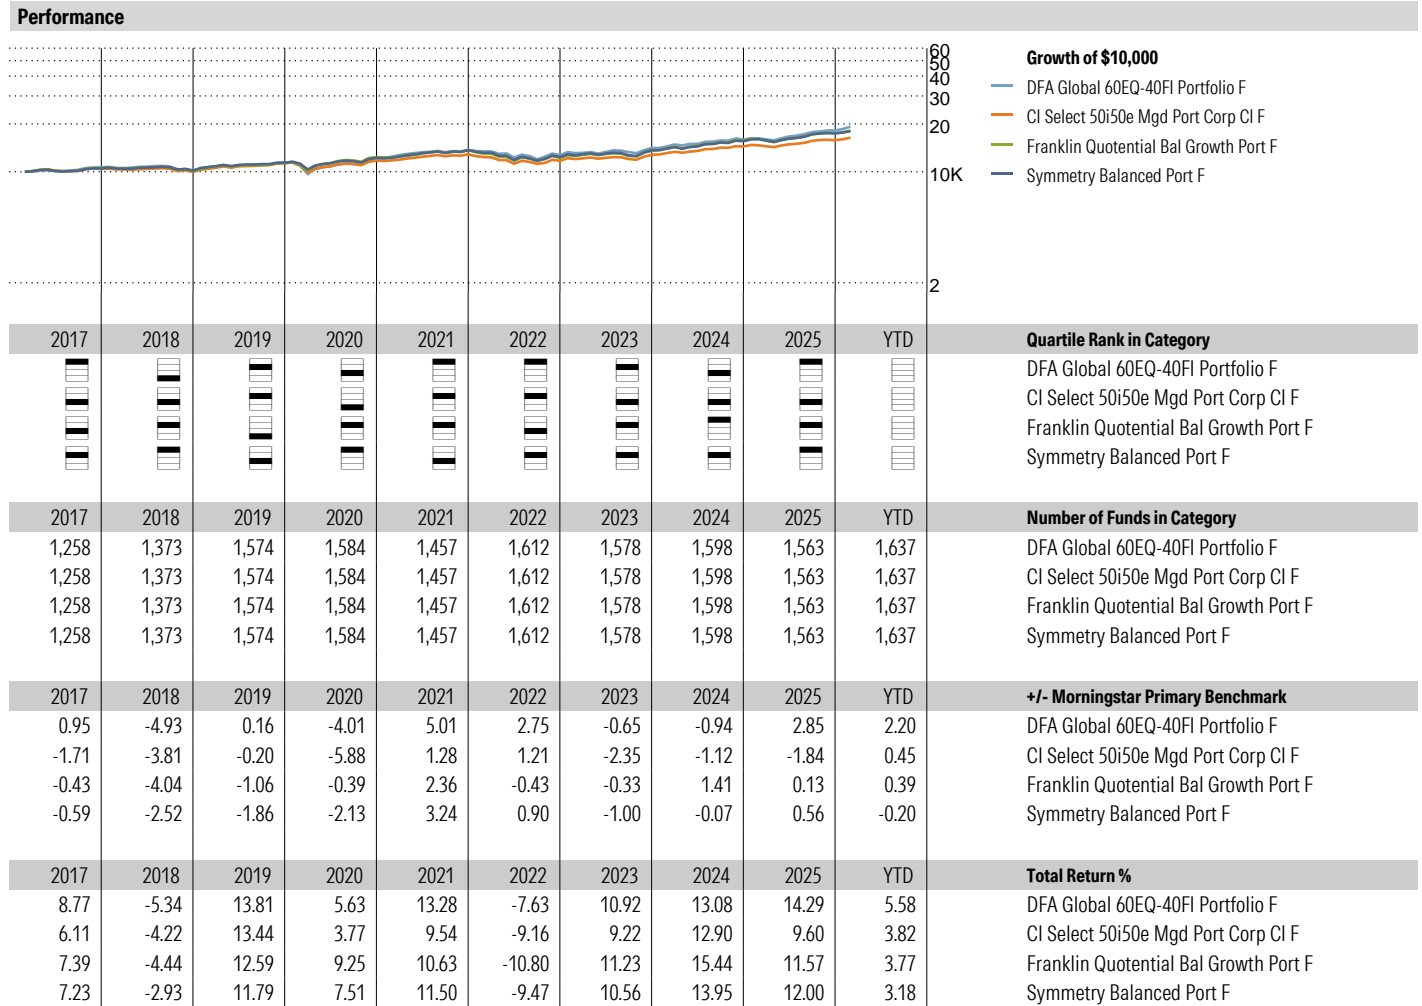 Performance
60
50
40
30
20
10K
2
Growth of $10,000
DFA Global 60EQ-40FI Portfolio F
CI Select 50i50e Mgd Port Corp Cl F
Franklin Quotential Bal Growth Port F
Symmetry Balanced Port F
2017 2018 2019 2020 2021 2022 2023 2024 2025 YTD Quartile Rank in Category
DFA Global 60EQ-40FI Portfolio F
CI Select 50i50e Mgd Port Corp Cl F
Franklin Quotential Bal Growth Port F
Symmetry Balanced Port F
2017 2018 2019 2020 2021 2022 2023 2024 2025 YTD Number of Funds in Category
1,258 1,373 1,574 1,584 1,457 1,612 1,578 1,598 1,563 1,637 DFA Global 60EQ-40FI Portfolio F
1,258 1,373 1,574 1,584 1,457 1,612 1,578 1,598 1,563 1,637 CI Select 50i50e Mgd Port Corp Cl F
1,258 1,373 1,574 1,584 1,457 1,612 1,578 1,598 1,563 1,637 Franklin Quotential Bal Growth Port F
1,258 1,373 1,574 1,584 1,457 1,612 1,578 1,598 1,563 1,637 Symmetry Balanced Port F
2017 2018 2019 2020 2021 2022 2023 2024 2025 YTD +/- Morningstar Primary Benchmark
0.95 -4.93 0.16 -4.01 5.01 2.75 -0.65 -0.94 2.85 2.20 DFA Global 60EQ-40FI Portfolio F
-1.71 -3.81 -0.20 -5.88 1.28 1.21 -2.35 -1.12 -1.84 0.45 CI Select 50i50e Mgd Port Corp Cl F
-0.43 -4.04 -1.06 -0.39 2.36 -0.43 -0.33 1.41 0.13 0.39 Franklin Quotential Bal Growth Port F
-0.59 -2.52 -1.86 -2.13 3.24 0.90 -1.00 -0.07 0.56 -0.20 Symmetry Balanced Port F
2017 2018 2019 2020 2021 2022 2023 2024 2025 YTD Total Return %
8.77 -5.34 13.81 5.63 13.28 -7.63 10.92 13.08 14.29 5.58 DFA Global 60EQ-40FI Portfolio F
6.11 -4.22 13.44 3.77 9.54 -9.16 9.22 12.90 9.60 3.82 CI Select 50i50e Mgd Port Corp Cl F
7.39 -4.44 12.59 9.25 10.63 -10.80 11.23 15.44 11.57 3.77 Franklin Quotential Bal Growth Port F
7.23 -2.93 11.79 7.51 11.50 -9.47 10.56 13.95 12.00 3.18 Symmetry Balanced Port F